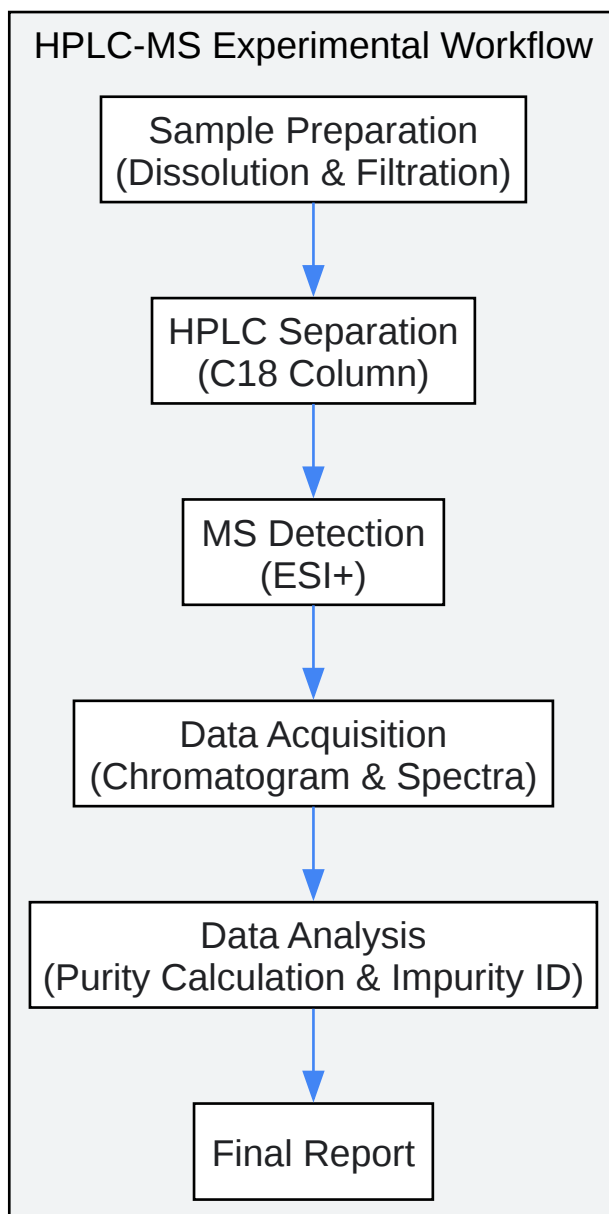 HPLC-MS Experimental Workflow
Sample Preparation
(Dissolution & Filtration)
HPLC Separation
(C18 Column)
MS Detection
(ESI+)
Data Acquisition
(Chromatogram & Spectra)
Data Analysis
(Purity Calculation & Impurity ID)
Final Report